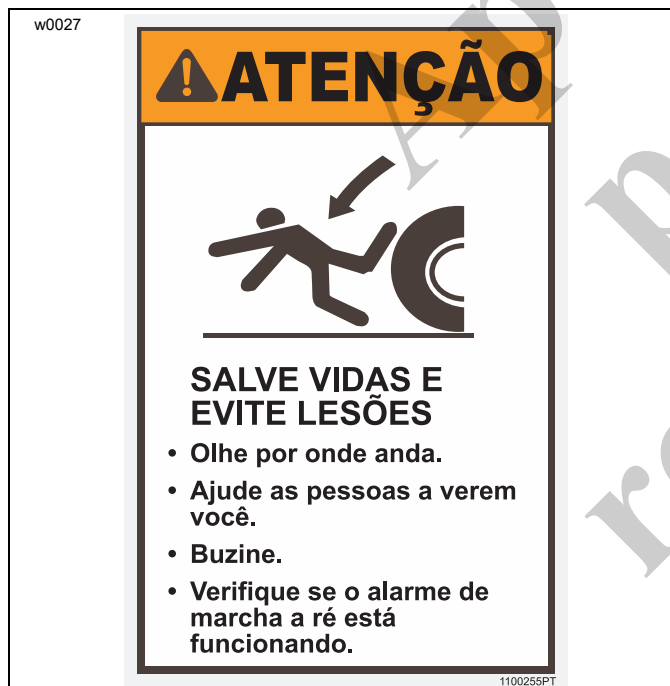 w0027
ATENÇÃO
SALVE VIDAS E
EVITE LESÕES
• Olhe por onde anda.
• Ajude as pessoas a verem
você.
• Buzine.
• Verifique se o alarme de
marcha a ré está
funcionando.
1100255PT